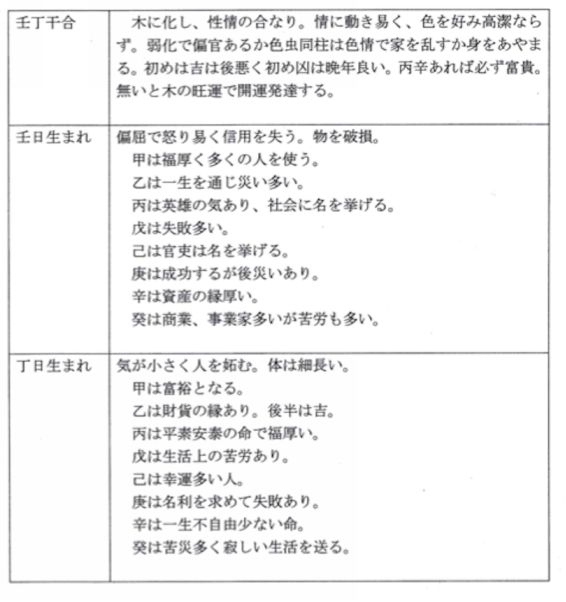 壬丁干合
木に化し、性情の合なり。情に動き易く、色を好み高潔なら
ず。弱化で偏官あるか色虫同柱は色情で家を乱すか身をあやま
る。初めは吉は後悪く初め凶は晩年良い。丙辛あれば必ず富貴。
無いと木の旺運で開運発達する。
壬日生まれ
偏屈で怒り易く信用を失う。物を破損。
甲は福厚く多くの人を使う。
乙は一生を通じ災い多い。
丙は英雄の気あり、社会に名を挙げる。
戊は失敗多い。
己は官吏は名を挙げる。
庚は成功するが後災いあり。
辛は資産の縁厚い。
癸は商業、事業家多いが苦労も多い。
丁日生まれ
気が小さく人を妬む。体は細長い。
甲は富裕となる。
乙は財貨の縁あり。後半は吉。
丙は平素安泰の命で福厚い。
戊は生活上の苦労あり。
己は幸運多い人。
庚は名利を求めて失敗あり。
辛は一生不自由少ない命。
癸は苦災多く寂しい生活を送る。